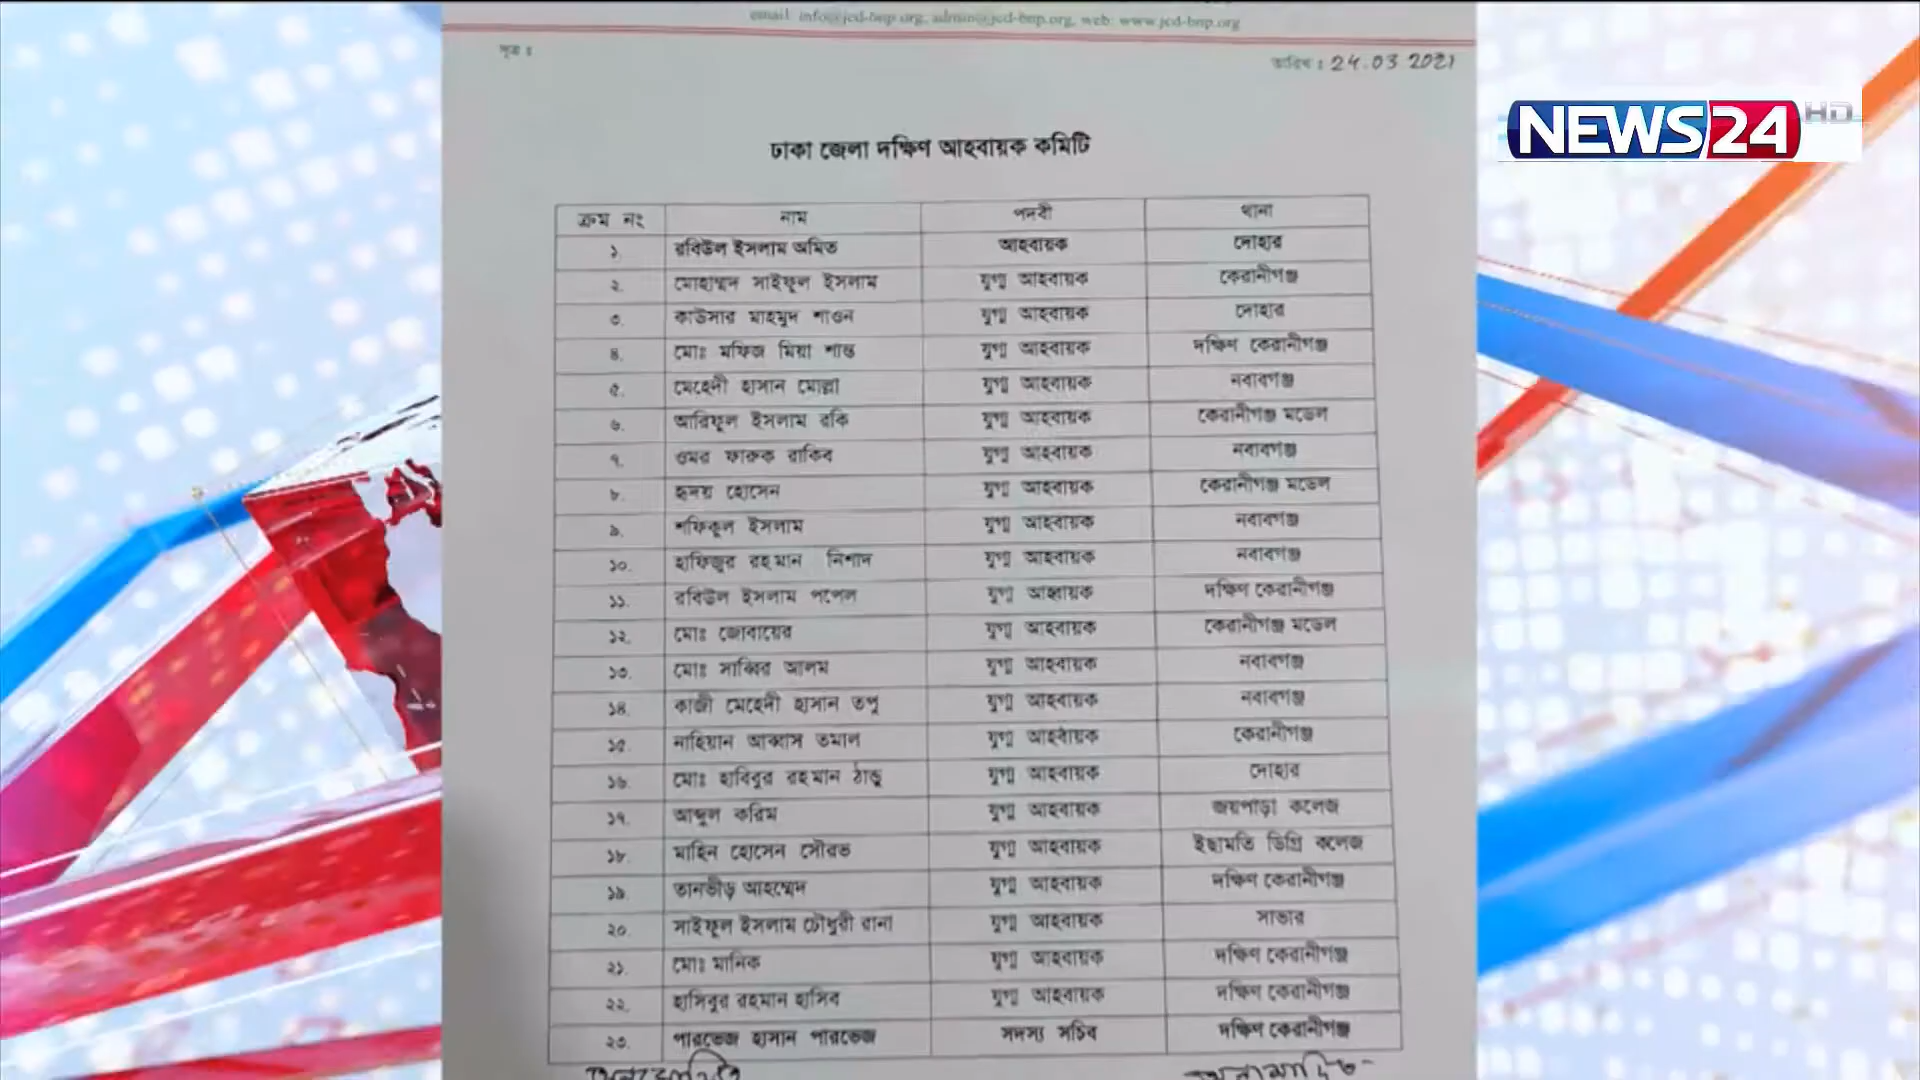 email: info@jcd-bnp.org, admin@jcd-bnp.org, web: www.jcd-bnp.org
সূত্র ঃ
তারিখ ঃ 24.03 2021
NEWS24 HD
ঢাকা জেলা দক্ষিণ আহবায়ক কমিটি
ক্রম নং নাম পদবী থানা
১. রবিউল ইসলাম অমিত আহবায়ক দোহার
২. মোহাম্মদ সাইফুল ইসলাম যুগ্ম আহবায়ক কেরানীগঞ্জ
৩. কাউসার মাহমুদ শাওন যুগ্ম আহবায়ক দোহার
৪. মোঃ মফিজ মিয়া শান্ত যুগ্ম আহবায়ক দক্ষিণ কেরানীগঞ্জ
৫. মেহেদী হাসান মোল্লা যুগ্ম আহবায়ক নবাবগঞ্জ
৬. আরিফুল ইসলাম রকি যুগ্ম আহবায়ক কেরানীগঞ্জ মডেল
৭. ওমর ফারুক রাকিব যুগ্ম আহবায়ক নবাবগঞ্জ
৮. হৃদয় হোসেন যুগ্ম আহবায়ক কেরানীগঞ্জ মডেল
৯. শফিকুল ইসলাম যুগ্ম আহবায়ক নবাবগঞ্জ
১০. হাফিজুর রহমান নিশাদ যুগ্ম আহবায়ক নবাবগঞ্জ
১১. রবিউল ইসলাম পপেল যুগ্ম আহ্বায়ক দক্ষিণ কেরানীগঞ্জ
১২. মোঃ জোবায়ের যুগ্ম আহবায়ক কেরানীগঞ্জ মডেল
১৩. মোঃ সাব্বির আলম যুগ্ম আহবায়ক নবাবগঞ্জ
১৪. কাজী মেহেদী হাসান তপু যুগ্ম আহবায়ক নবাবগঞ্জ
১৫. নাহিয়ান আব্বাস তমাল যুগ্ম আহবায়ক কেরানীগঞ্জ
১৬. মোঃ হাবিবুর রহমান ঠান্ডু যুগ্ম আহবায়ক দোহার
১৭. আব্দুল করিম যুগ্ম আহবায়ক জয়পাড়া কলেজ
১৮. মাহিন হোসেন সৌরভ যুগ্ম আহবায়ক ইছামতি ডিগ্রি কলেজ
১৯. তানভীড় আহম্মেদ যুগ্ম আহবায়ক দক্ষিণ কেরানীগঞ্জ
২০. সাইফুল ইসলাম চৌধুরী রানা যুগ্ম আহবায়ক সাভার
২১. মোঃ মানিক যুগ্ম আহবায়ক দক্ষিণ কেরানীগঞ্জ
২২. হাসিবুর রহমান হাসিব যুগ্ম আহবায়ক দক্ষিণ কেরানীগঞ্জ
২৩. পারভেজ হাসান পারভেজ সদস্য সচিব দক্ষিণ কেরানীগঞ্জ